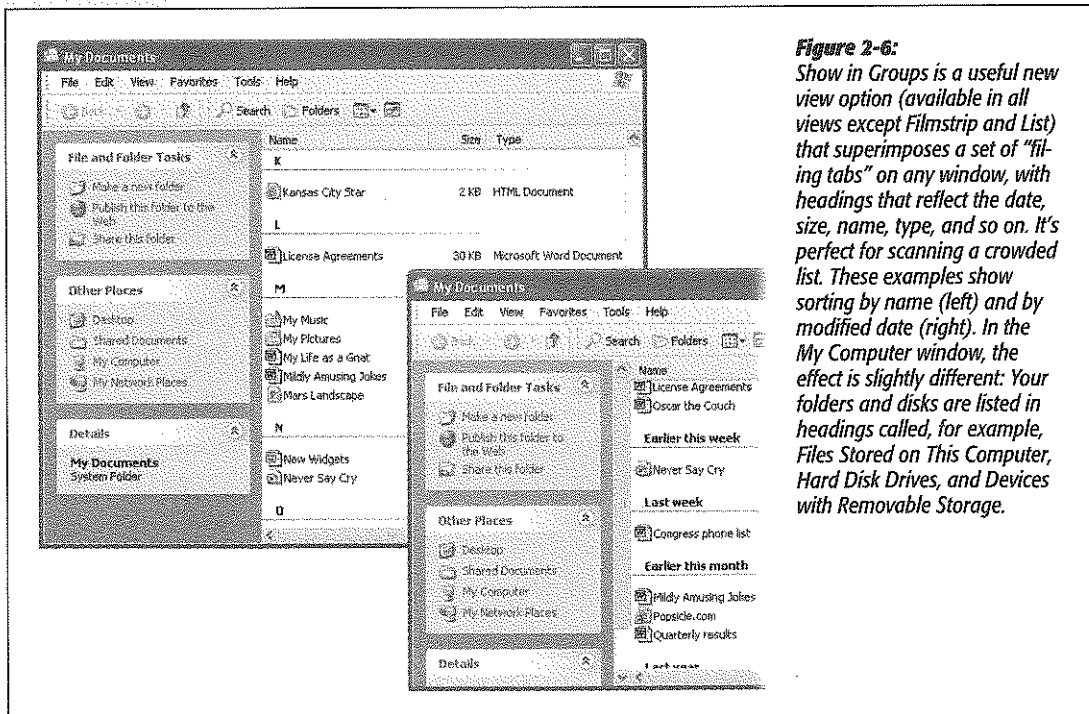 My Documents
File Edit View Favorites Tools Help
Back Search Folders
Name Size Type
File and Folder Tasks
Make a new folder
Publish this folder to the
Web
Share this folder
Other Places
Desktop
Shared Documents
My Computer
My Network Places
Details
My Documents
System Folder
K
Kansas City Star 2 KB HTML Document
L
License Agreements 30 KB Microsoft Word Document
M
My Music
My Pictures
My Life as a Gnat
Mildly Amusing Jokes
Mars Landscape
N
New Widgets
Never Say Cry
O
My Documents
File Edit View Favorites Tools Help
Back Search Folders
File and Folder Tasks
Make a new folder
Publish this folder to
the Web
Share this folder
Other Places
Desktop
Shared Documents
My Computer
My Network Places
Details
Name
License Agreements
Oscar the Couch
Earlier this week
Never Say Cry
Last week
Congress phone list
Earlier this month
Mildly Amusing Jokes
Popsicle.com
Quarterly results
Last year
Figure 2-6:
Show in Groups is a useful new
view option (available in all
views except Filmstrip and List)
that superimposes a set of "fil-
ing tabs" on any window, with
headings that reflect the date,
size, name, type, and so on. It's
perfect for scanning a crowded
list. These examples show
sorting by name (left) and by
modified date (right). In the
My Computer window, the
effect is slightly different: Your
folders and disks are listed in
headings called, for example,
Files Stored on This Computer,
Hard Disk Drives, and Devices
with Removable Storage.